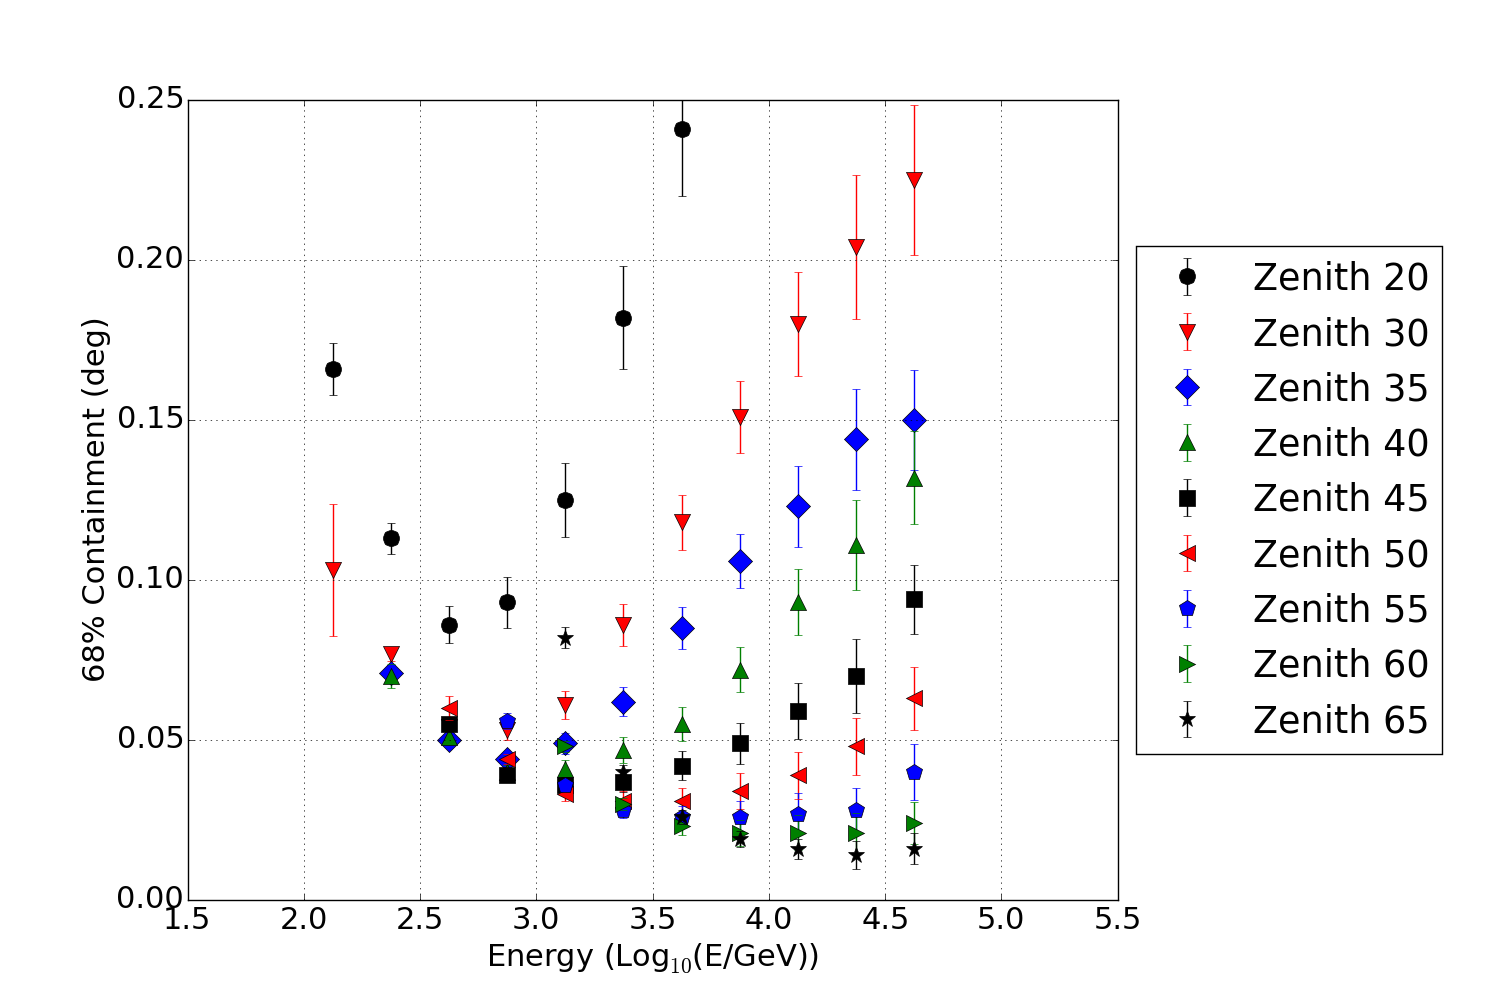 0.25
0.20
0.15
0.10
0.05
0.00
68% Containment (deg)
1.5 2.0 2.5 3.0 3.5 4.0 4.5 5.0 5.5
Energy (Log10(E/GeV))
Zenith 20
Zenith 30
Zenith 35
Zenith 40
Zenith 45
Zenith 50
Zenith 55
Zenith 60
Zenith 65